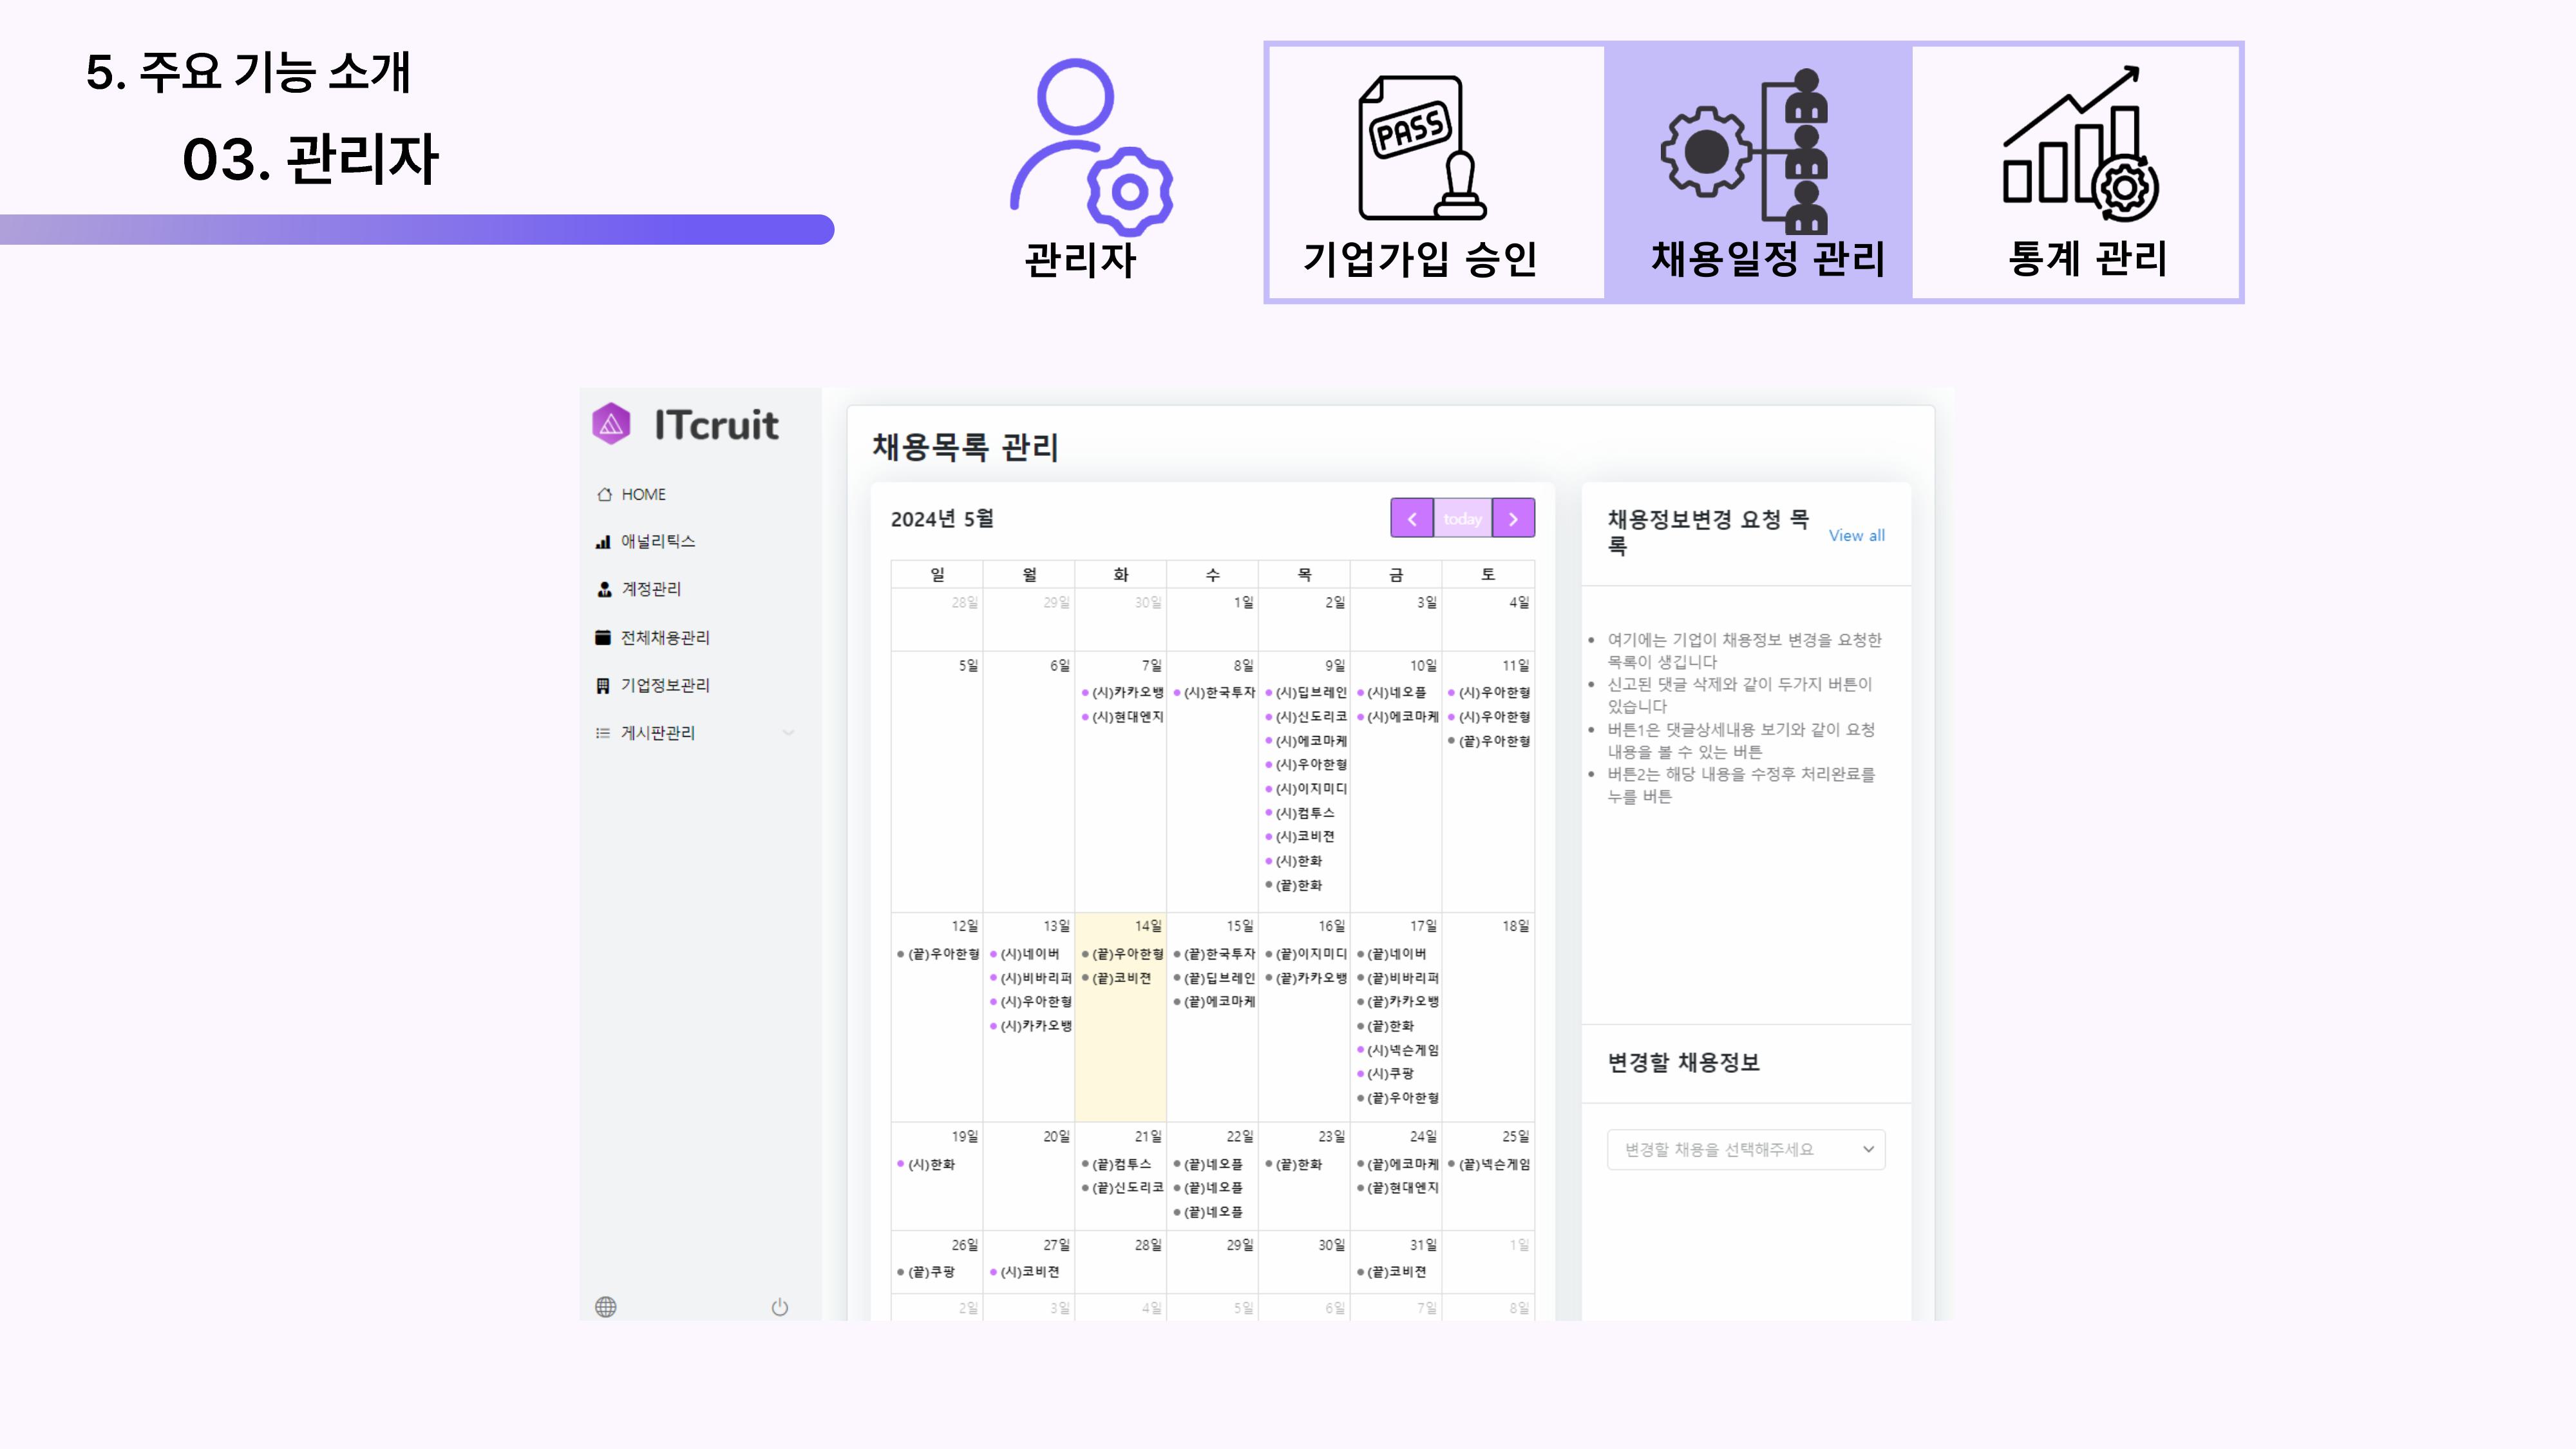 5. 주요 기능 소개
03. 관리자
관리자
PASS
기업가입 승인
채용일정 관리
통계 관리
ITcruit
HOME
애널리틱스
계정관리
전체채용관리
기업정보관리
게시판관리
채용목록 관리
2024년 5월
today
일 월 화 수 목 금 토
28일 29일 30일 1일 2일 3일 4일
5일 6일 7일 8일 9일 10일 11일
(시)카카오뱅 (시)한국투자 (시)딥브레인 (시)네오플 (시)우아한형
(시)현대엔지 (시)신도리코 (시)에코마케 (시)우아한형
(시)에코마케 (끝)우아한형
(시)우아한형
(시)이지미디
(시)컴투스
(시)코비젼
(시)한화
(끝)한화
12일 13일 14일 15일 16일 17일 18일
(끝)우아한형 (시)네이버 (끝)우아한형 (끝)한국투자 (끝)이지미디 (끝)네이버
(시)비바리퍼 (끝)코비젼 (끝)딥브레인 (끝)카카오뱅 (끝)비바리퍼
(시)우아한형 (끝)에코마케 (끝)카카오뱅
(시)카카오뱅 (끝)한화
(시)넥슨게임
(시)쿠팡
(끝)우아한형
19일 20일 21일 22일 23일 24일 25일
(시)한화 (끝)컴투스 (끝)네오플 (끝)한화 (끝)에코마케 (끝)넥슨게임
(끝)신도리코 (끝)네오플 (끝)현대엔지
(끝)네오플
26일 27일 28일 29일 30일 31일 1일
(끝)쿠팡 (시)코비젼 (끝)코비젼
2일 3일 4일 5일 6일 7일 8일
채용정보변경 요청 목
록
View all
여기에는 기업이 채용정보 변경을 요청한
목록이 생깁니다
신고된 댓글 삭제와 같이 두가지 버튼이
있습니다
버튼1은 댓글상세내용 보기와 같이 요청
내용을 볼 수 있는 버튼
버튼2는 해당 내용을 수정후 처리완료를
누를 버튼
변경할 채용정보
변경할 채용을 선택해주세요